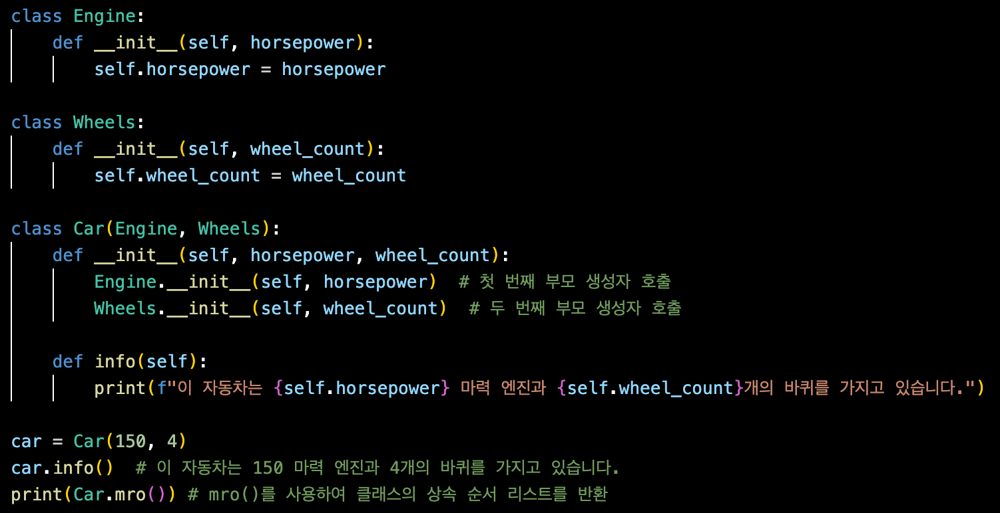 class Engine:
    def __init__(self, horsepower):
        self.horsepower = horsepower

class Wheels:
    def __init__(self, wheel_count):
        self.wheel_count = wheel_count

class Car(Engine, Wheels):
    def __init__(self, horsepower, wheel_count):
        Engine.__init__(self, horsepower)  # 첫 번째 부모 생성자 호출
        Wheels.__init__(self, wheel_count)  # 두 번째 부모 생성자 호출

    def info(self):
        print(f"이 자동차는 {self.horsepower} 마력 엔진과 {self.wheel_count}개의 바퀴를 가지고 있습니다.")

car = Car(150, 4)
car.info()  # 이 자동차는 150 마력 엔진과 4개의 바퀴를 가지고 있습니다.
print(Car.mro()) # mro()를 사용하여 클래스의 상속 순서 리스트를 반환